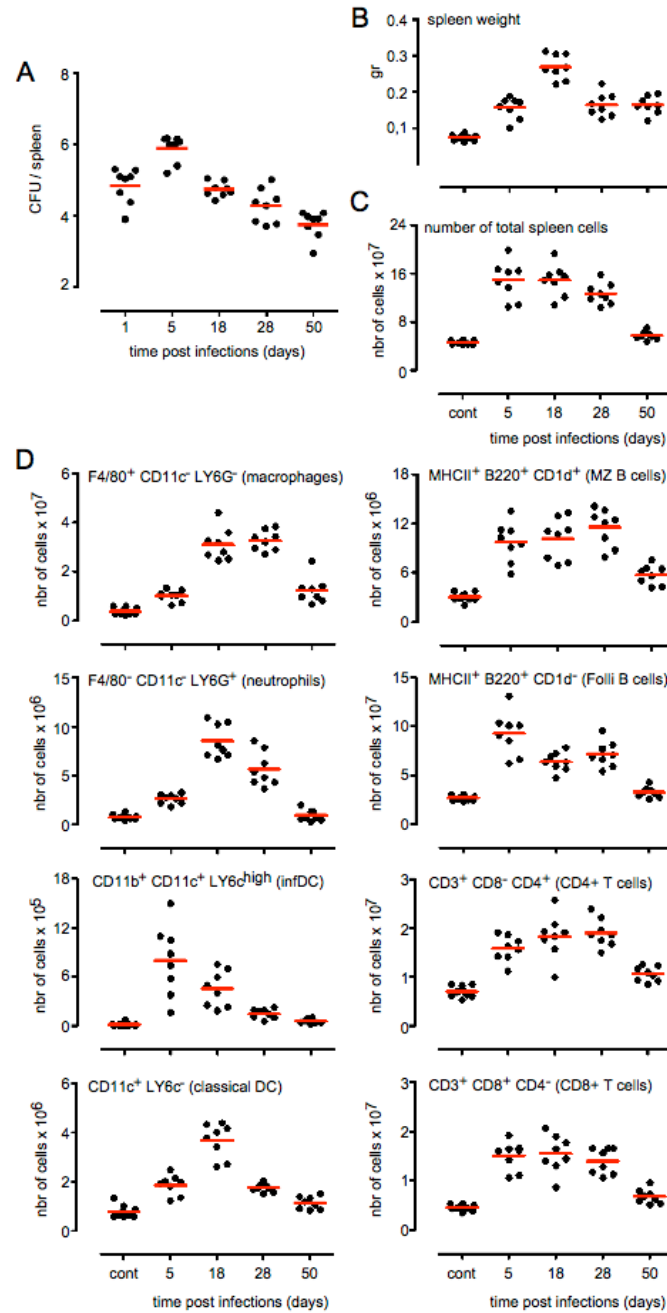 A
CFU / spleen
8
6
4
2
1 5 18 28 50
time post infections (days)
B
spleen weight
gr
0.4
0.3
0.2
0,1
C
number of total spleen cells
nbr of cells x 10⁷
24
16
8
0
cont 5 18 28 50
time post infections (days)
D
F4/80⁺ CD11c⁻ LY6G⁻ (macrophages)
nbr of cells x 10⁷
6
4
2
0
MHCII⁺ B220⁺ CD1d⁺ (MZ B cells)
nbr of cells x 10⁶
18
12
6
0
F4/80⁻ CD11c⁻ LY6G⁺ (neutrophils)
nbr of cells x 10⁶
15
10
5
0
MHCII⁺ B220⁺ CD1d⁻ (Folli B cells)
nbr of cells x 10⁷
15
10
5
0
CD11b⁺ CD11c⁺ LY6cʰⁱᵍʰ (infDC)
nbr of cells x 10⁵
18
12
6
0
CD3⁺ CD8⁻ CD4⁺ (CD4+ T cells)
nbr of cells x 10⁷
3
2
1
0
CD11c⁺ LY6c⁻ (classical DC)
nbr of cells x 10⁶
6
4
2
0
cont 5 18 28 50
time post infections (days)
CD3⁺ CD8⁺ CD4⁻ (CD8+ T cells)
nbr of cells x 10⁷
3
2
1
0
cont 5 18 28 50
time post infections (days)